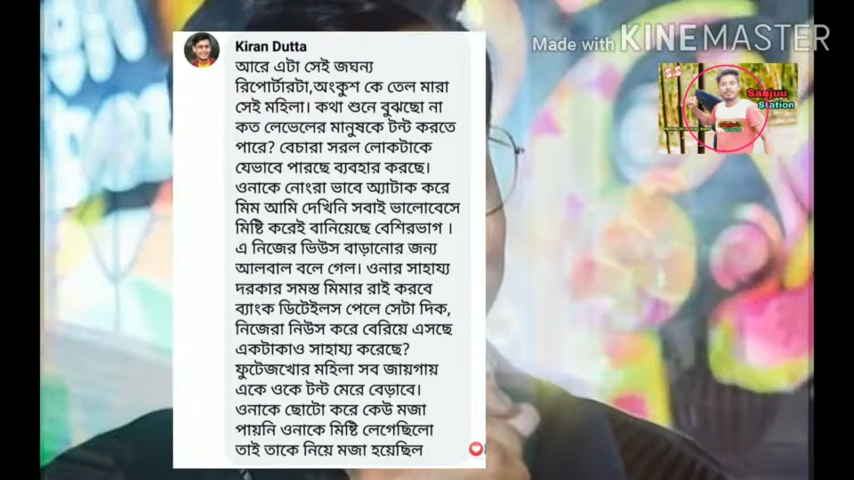 Made with KINEMASTER
S.S
Sanjuu
Station
Kiran Dutta
আরে এটা সেই জঘন্য
রিপোর্টারটা,অংকুশ কে তেল মারা
সেই মহিলা। কথা শুনে বুঝছো না
কত লেভেলের মানুষকে টন্ট করতে
পারে? বেচারা সরল লোকটাকে
যেভাবে পারছে ব্যবহার করছে।
ওনাকে নোংরা ভাবে অ্যাটাক করে
মিম আমি দেখিনি সবাই ভালোবেসে
মিষ্টি করেই বানিয়েছে বেশিরভাগ ।
এ নিজের ভিউস বাড়ানোর জন্য
আলবাল বলে গেল। ওনার সাহায্য
দরকার সমস্ত মিমার রাই করবে
ব্যাংক ডিটেইলস পেলে সেটা দিক,
নিজেরা নিউস করে বেরিয়ে এসছে
একটাকাও সাহায্য করেছে?
ফুটেজখোর মহিলা সব জায়গায়
একে ওকে টন্ট মেরে বেড়াবে।
ওনাকে ছোটো করে কেউ মজা
পায়নি ওনাকে মিষ্টি লেগেছিলো
তাই তাকে নিয়ে মজা হয়েছিল